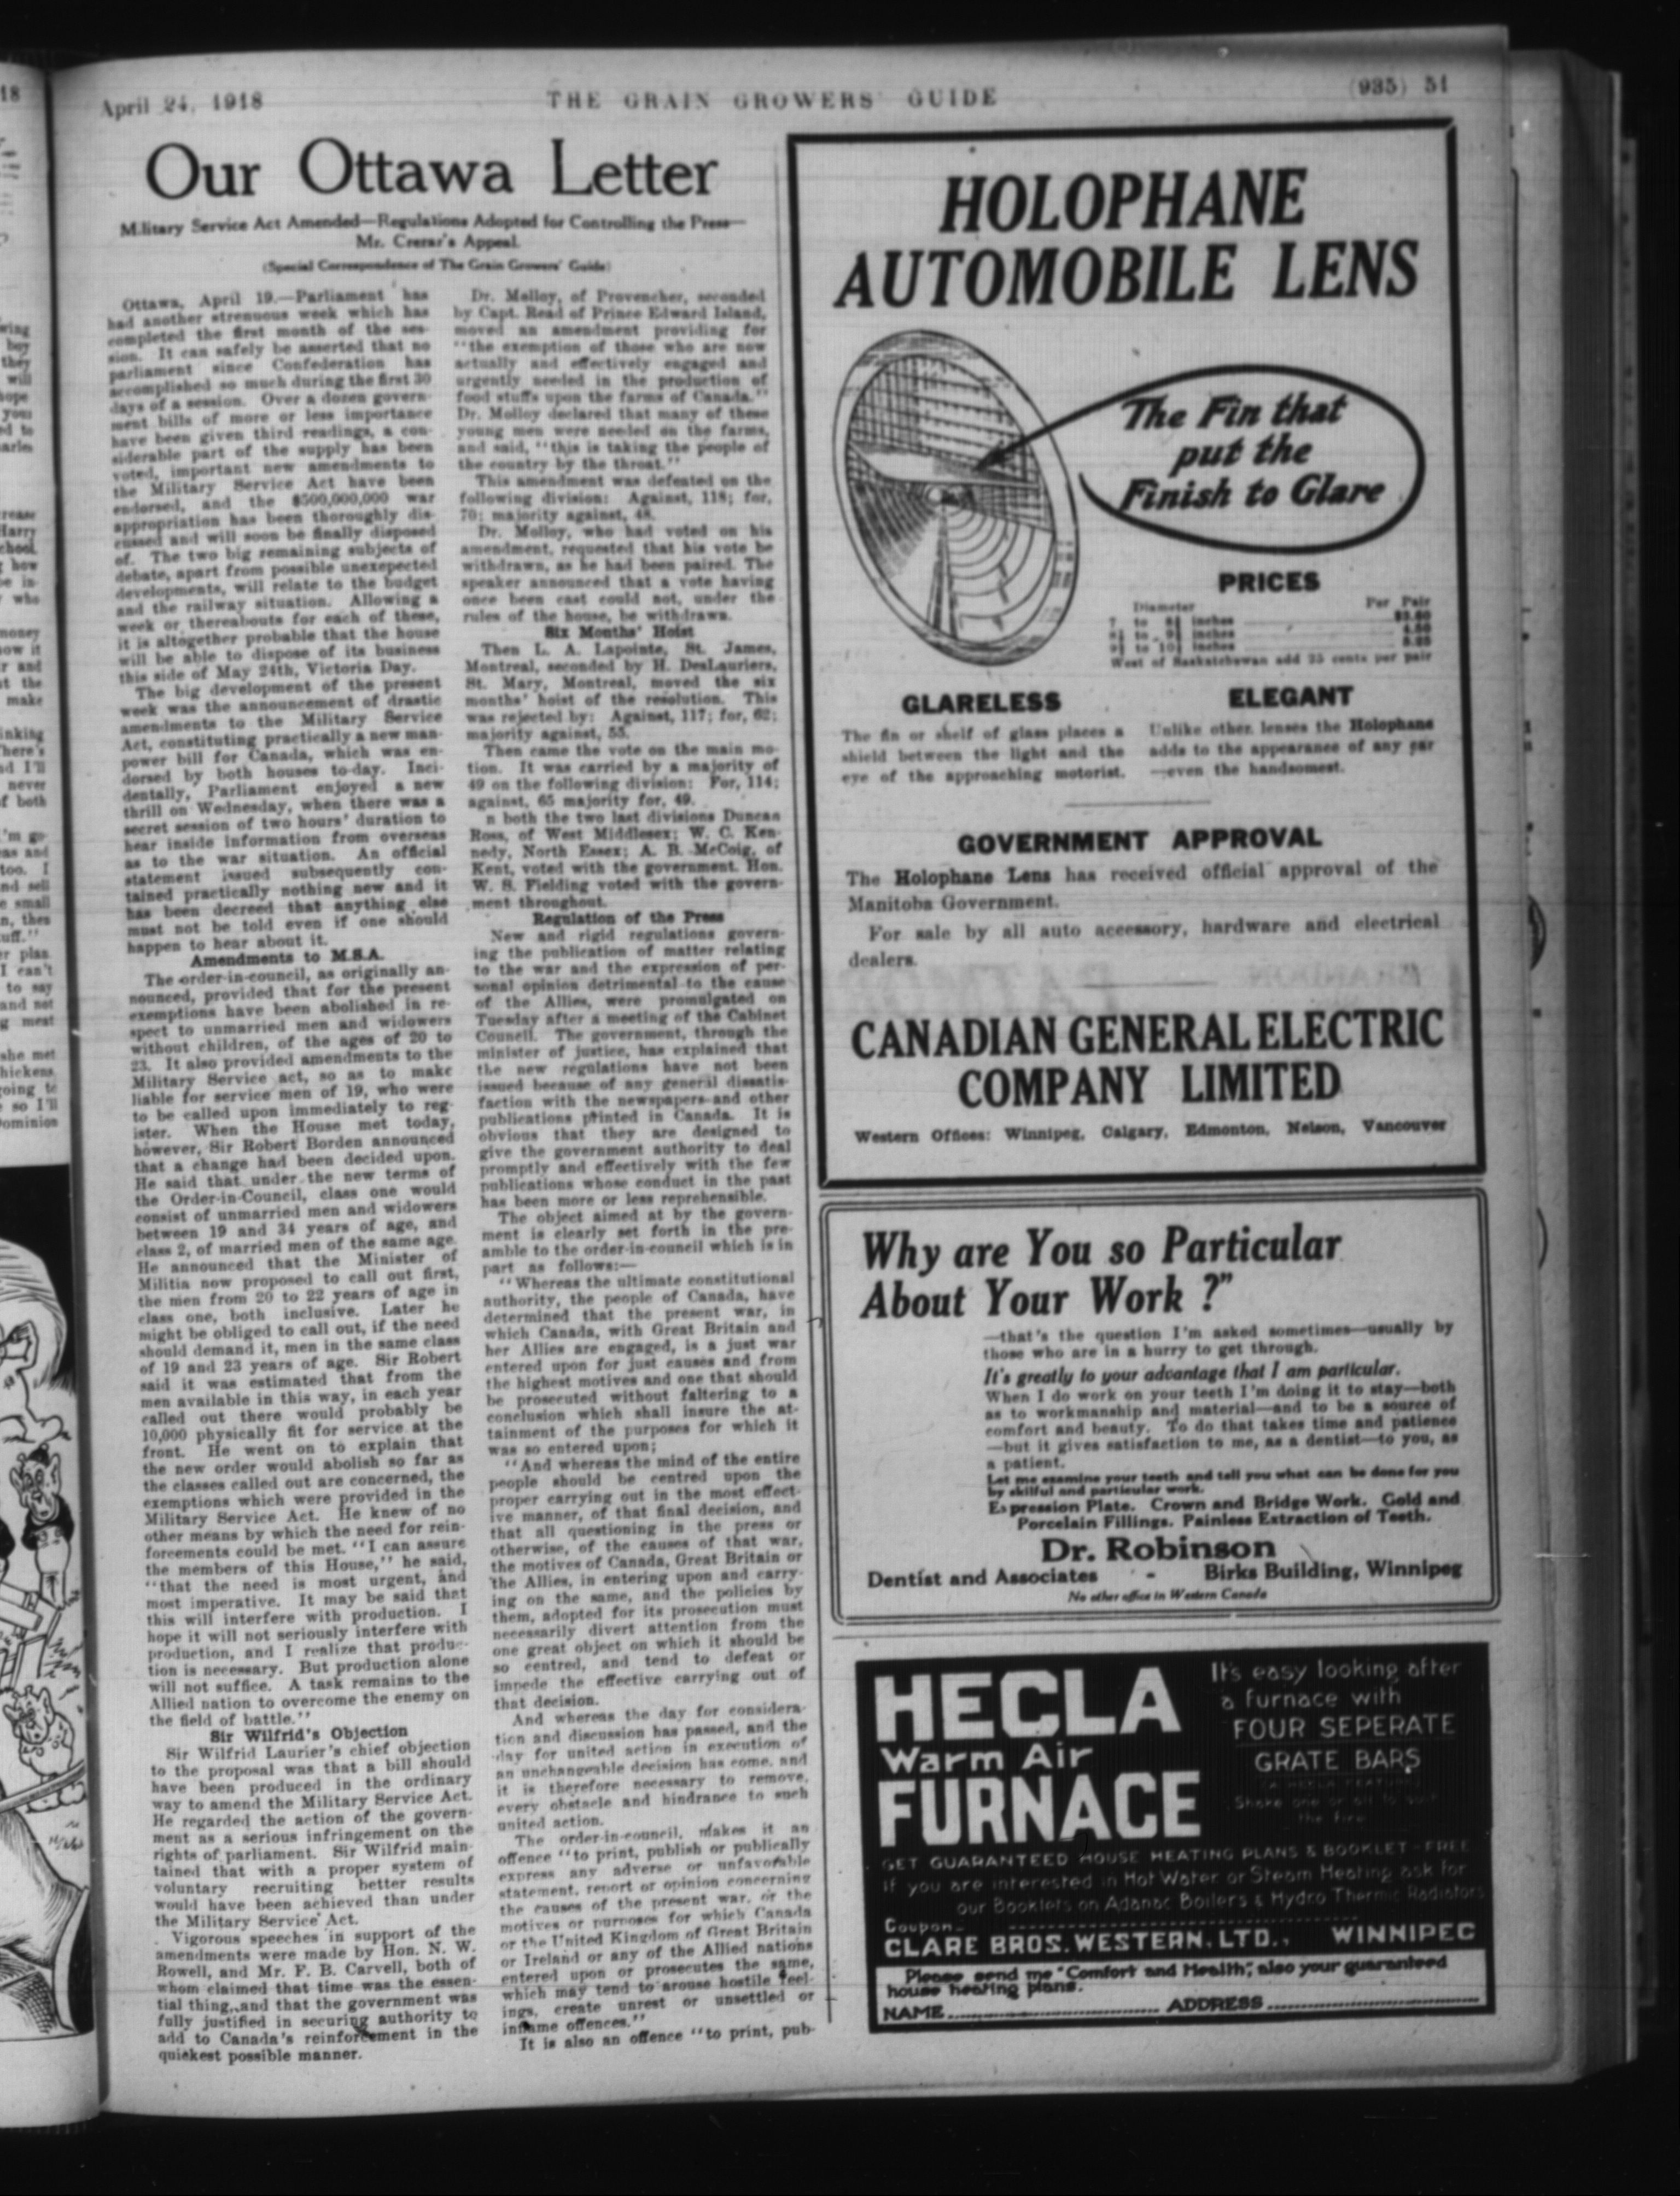 April 24, 1918
THE GRAIN GROWERS' GUIDE
(935) 51
Our Ottawa Letter
Military Service Act Amended—Regulations Adopted for Controlling the Press—
Mr. Crerar's Appeal.
(Special Correspondence of The Grain Growers' Guide)
Ottawa, April 19.—Parliament has
had another strenuous week which has
completed the first month of the ses-
sion. It can safely be asserted that no
parliament since Confederation has
accomplished so much during the first 30
days of a session. Over a dozen govern-
ment bills of more or less importance
have been given third readings, a con-
siderable part of the supply has been
voted, important new amendments to
the Military Service Act have been
endorsed, and the $500,000,000 war
appropriation has been thoroughly dis-
cussed and will soon be finally disposed
of. The two big remaining subjects of
debate, apart from possible unexepected
developments, will relate to the budget
and the railway situation. Allowing a
week or thereabouts for each of these,
it is altogether probable that the house
will be able to dispose of its business
this side of May 24th, Victoria Day.
The big development of the present
week was the announcement of drastic
amendments to the Military Service
Act, constituting practically a new man-
power bill for Canada, which was en-
dorsed by both houses to-day. Inci-
dentally, Parliament enjoyed a new
thrill on Wednesday, when there was a
secret session of two hours' duration to
hear inside information from overseas
as to the war situation. An official
statement issued subsequently con-
tained practically nothing new and it
has been decreed that anything else
must not be told even if one should
happen to hear about it.
Amendments to M.S.A.
The order-in-council, as originally an-
nounced, provided that for the present
exemptions have been abolished in re-
spect to unmarried men and widowers
without children, of the ages of 20 to
23. It also provided amendments to the
Military Service act, so as to make
liable for service men of 19, who were
to be called upon immediately to reg-
ister. When the House met today,
however, Sir Robert Borden announced
that a change had been decided upon.
He said that under the new terms of
the Order-in-Council, class one would
consist of unmarried men and widowers
between 19 and 34 years of age, and
class 2, of married men of the same age.
He announced that the Minister of
Militia now proposed to call out first,
the men from 20 to 22 years of age in
class one, both inclusive. Later he
might be obliged to call out, if the need
should demand it, men in the same class
of 19 and 23 years of age. Sir Robert
said it was estimated that from the
men available in this way, in each year
called out there would probably be
10,000 physically fit for service at the
front. He went on to explain that
the new order would abolish so far as
the classes called out are concerned, the
exemptions which were provided in the
Military Service Act. He knew of no
other means by which the need for rein-
forcements could be met. "I can assure
the members of this House," he said,
"that the need is most urgent, and
most imperative. It may be said that
this will interfere with production. I
hope it will not seriously interfere with
production, and I realize that produc-
tion is necessary. But production alone
will not suffice. A task remains to the
Allied nation to overcome the enemy on
the field of battle."
Sir Wilfrid's Objection
Sir Wilfrid Laurier's chief objection
to the proposal was that a bill should
have been produced in the ordinary
way to amend the Military Service Act.
He regarded the action of the govern-
ment as a serious infringement on the
rights of parliament. Sir Wilfrid main-
tained that with a proper system of
voluntary recruiting better results
would have been achieved than under
the Military Service Act.
Vigorous speeches in support of the
amendments were made by Hon. N. W.
Rowell, and Mr. F. B. Carvell, both of
whom claimed that time was the essen-
tial thing, and that the government was
fully justified in securing authority to
add to Canada's reinforcement in the
quickest possible manner.
Dr. Molloy, of Provencher, seconded
by Capt. Read of Prince Edward Island,
moved an amendment providing for
"the exemption of those who are now
actually and effectively engaged and
urgently needed in the production of
food stuffs upon the farms of Canada."
Dr. Molloy declared that many of these
young men were needed on the farms,
and said, "this is taking the people of
the country by the throat."
This amendment was defeated on the
following division: Against, 118; for,
70; majority against, 48.
Dr. Molloy, who had voted on his
amendment, requested that his vote be
withdrawn, as he had been paired. The
speaker announced that a vote having
once been cast could not, under the
rules of the house, be withdrawn.
Six Months' Hoist
Then L. A. Lapointe, St. James,
Montreal, seconded by H. DesLauriers,
St. Mary, Montreal, moved the six
months' hoist of the resolution. This
was rejected by: Against, 117; for, 62;
majority against, 55.
Then came the vote on the main mo-
tion. It was carried by a majority of
49 on the following division: For, 114;
against, 65 majority for, 49.
n both the two last divisions Duncan
Ross, of West Middlesex; W. C. Ken-
nedy, North Essex; A. B. McCoig, of
Kent, voted with the government. Hon.
W. S. Fielding voted with the govern-
ment throughout.
Regulation of the Press
New and rigid regulations govern-
ing the publication of matter relating
to the war and the expression of per-
sonal opinion detrimental to the cause
of the Allies, were promulgated on
Tuesday after a meeting of the Cabinet
Council. The government, through the
minister of justice, has explained that
the new regulations have not been
issued because of any general dissatis-
faction with the newspapers and other
publications printed in Canada. It is
obvious that they are designed to
give the government authority to deal
promptly and effectively with the few
publications whose conduct in the past
has been more or less reprehensible.
The object aimed at by the govern-
ment is clearly set forth in the pre-
amble to the order-in-council which is in
part as follows:—
"Whereas the ultimate constitutional
authority, the people of Canada, have
determined that the present war, in
which Canada, with Great Britain and
her Allies are engaged, is a just war
entered upon for just causes and from
the highest motives and one that should
be prosecuted without faltering to a
conclusion which shall insure the at-
tainment of the purposes for which it
was so entered upon;
"And whereas the mind of the entire
people should be centred upon the
proper carrying out in the most effect-
ive manner, of that final decision, and
that all questioning in the press or
otherwise, of the causes of that war,
the motives of Canada, Great Britain or
the Allies, in entering upon and carry-
ing on the same, and the policies by
them, adopted for its prosecution must
necessarily divert attention from the
one great object on which it should be
so centred, and tend to defeat or
impede the effective carrying out of
that decision.
And whereas the day for considera-
tion and discussion has passed, and the
day for united action in execution of
an unchangeable decision has come, and
it is therefore necessary to remove,
every obstacle and hindrance to such
united action.
The order-in-council, makes it an
offence "to print, publish or publically
express any adverse or unfavorable
statement, report or opinion concerning
the causes of the present war, or the
motives or purposes for which Canada
or the United Kingdom of Great Britain
or Ireland or any of the Allied nations
entered upon or prosecutes the same,
which may tend to arouse hostile feel-
ings, create unrest or unsettled or
inflame offences."
It is also an offence "to print, pub-
HOLOPHANE
AUTOMOBILE LENS
The Fin that
put the
Finish to Glare
PRICES
Diameter Per Pair
West of Saskatchewan add 25 cents per pair
GLARELESS
The fin or shelf of glass places a
shield between the light and the
eye of the approaching motorist.
ELEGANT
Unlike other lenses the Holophane
adds to the appearance of any car
—even the handsomest.
GOVERNMENT APPROVAL
The Holophane Lens has received official approval of the
Manitoba Government.
For sale by all auto accessory, hardware and electrical
dealers.
CANADIAN GENERAL ELECTRIC
COMPANY LIMITED
Western Offices: Winnipeg, Calgary, Edmonton, Nelson, Vancouver
Why are You so Particular
About Your Work ?"
—that's the question I'm asked sometimes—usually by
those who are in a hurry to get through.
It's greatly to your advantage that I am particular.
When I do work on your teeth I'm doing it to stay—both
as to workmanship and material—and to be a source of
comfort and beauty. To do that takes time and patience
—but it gives satisfaction to me, as a dentist—to you, as
a patient.
Let me examine your teeth and tell you what can be done for you
by skilful and particular work.
Expression Plate. Crown and Bridge Work. Gold and
Porcelain Fillings. Painless Extraction of Teeth.
Dr. Robinson
Dentist and Associates - Birks Building, Winnipeg
No other office in Western Canada
HECLA
Warm Air
FURNACE
It's easy looking after
a furnace with
FOUR SEPERATE
GRATE BARS
Shake one or all to suit
the fire
GET GUARANTEED HOUSE HEATING PLANS & BOOKLET - FREE
If you are interested in Hot Water or Steam Heating ask for
our Booklets on Adanac Boilers & Hydro Thermic Radiators
Coupon
CLARE BROS. WESTERN, LTD., WINNIPEG
Please send me "Comfort and Health", also your guaranteed
house heating plans.
NAME ADDRESS